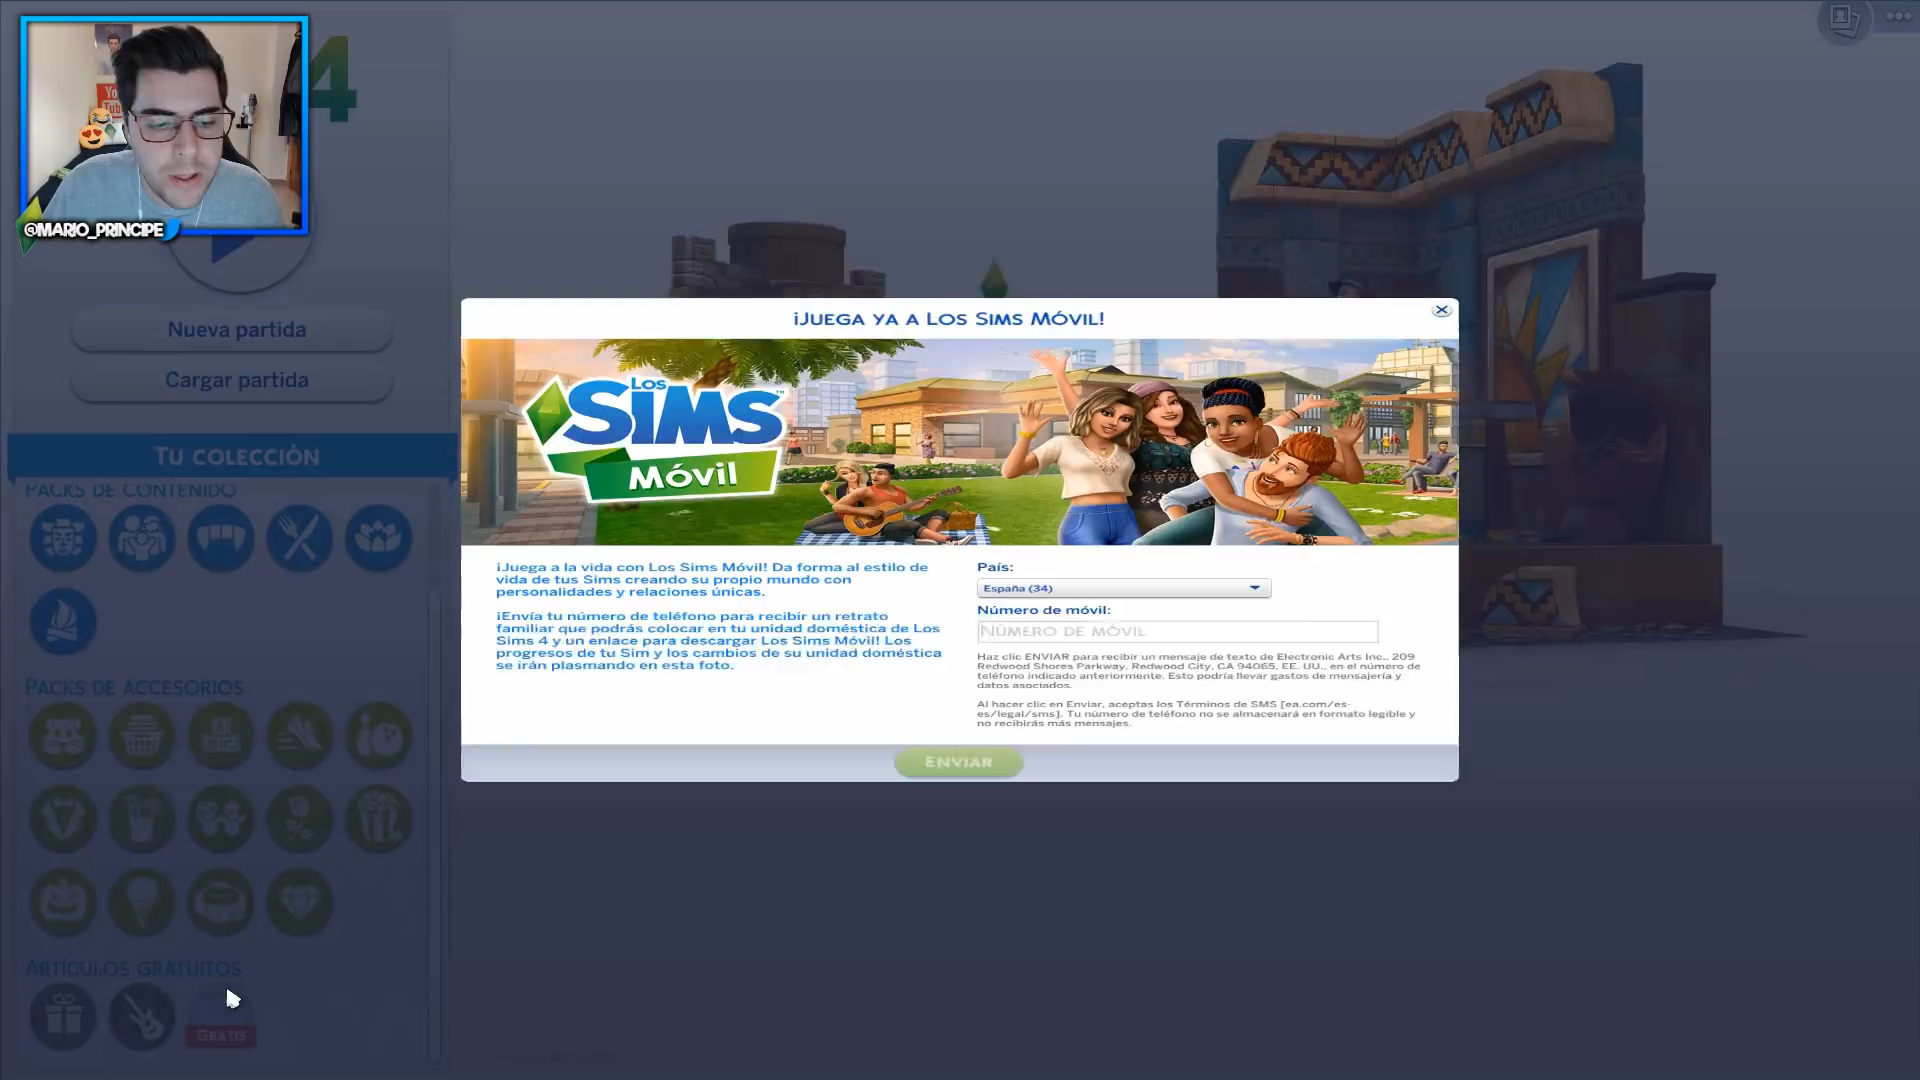 4
You
Tub
@MARIO_PRINCIPE
Nueva partida
Cargar partida
TU COLECCIÓN
PACKS DE CONTENIDO
PACKS DE ACCESORIOS
ARTÍCULOS GRATUITOS
GRATIS
¡JUEGA YA A LOS SIMS MÓVIL!
LOS
SIMS™
Móvil
¡Juega a la vida con Los Sims Móvil! Da forma al estilo de
vida de tus Sims creando su propio mundo con
personalidades y relaciones únicas.
¡Envía tu número de teléfono para recibir un retrato
familiar que podrás colocar en tu unidad doméstica de Los
Sims 4 y un enlace para descargar Los Sims Móvil! Los
progresos de tu Sim y los cambios de su unidad doméstica
se irán plasmando en esta foto.
País:
España (34)
Número de móvil:
NÚMERO DE MÓVIL
Haz clic ENVIAR para recibir un mensaje de texto de Electronic Arts Inc., 209
Redwood Shores Parkway, Redwood City, CA 94065, EE. UU., en el número de
teléfono indicado anteriormente. Esto podría llevar gastos de mensajería y
datos asociados.
Al hacer clic en Enviar, aceptas los Términos de SMS [ea.com/es-
es/legal/sms]. Tu número de teléfono no se almacenará en formato legible y
no recibirás más mensajes.
ENVIAR